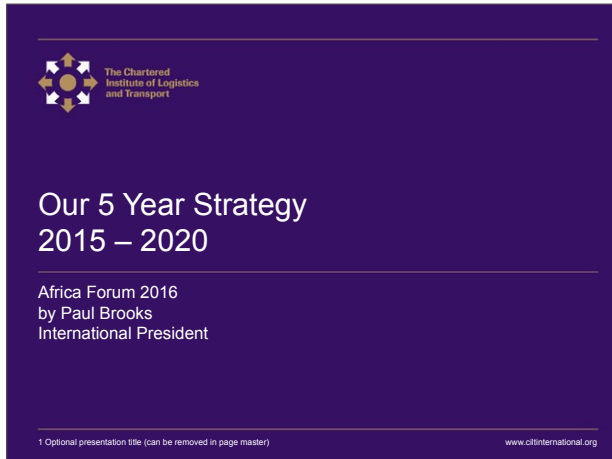 The Chartered
Institute of Logistics
and Transport
Our 5 Year Strategy
2015 – 2020
Africa Forum 2016
by Paul Brooks
International President
1 Optional presentation title (can be removed in page master)
www.ciltinternational.org